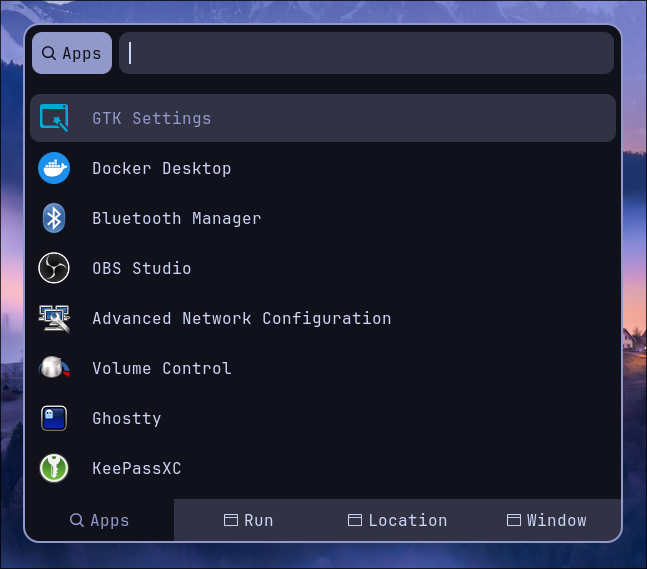 Apps
GTK Settings
Docker Desktop
Bluetooth Manager
OBS Studio
Advanced Network Configuration
Volume Control
Ghostty
KeePassXC
Apps Run Location Window